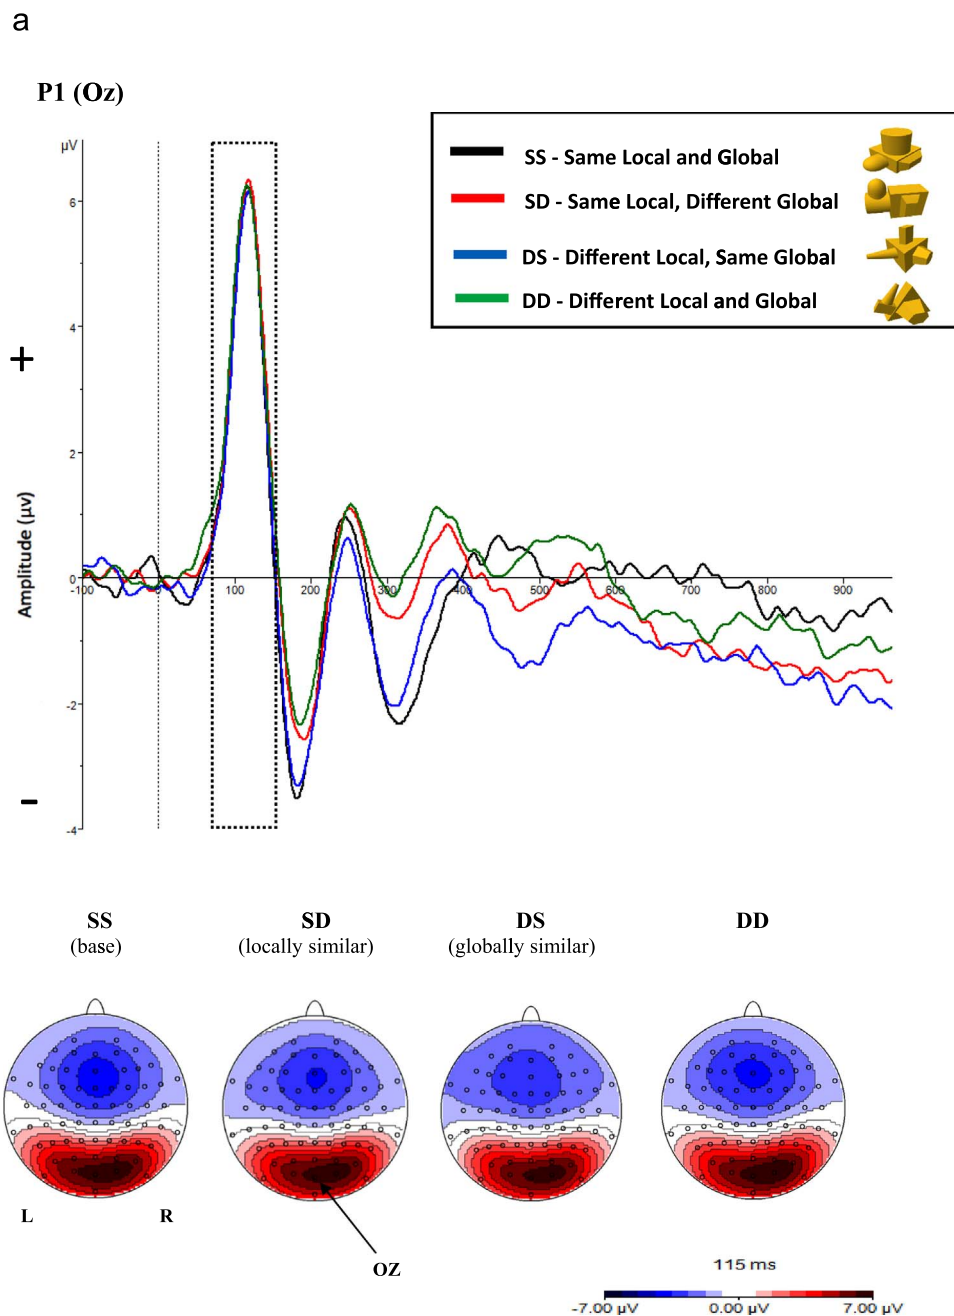 a
P1 (Oz)
µV
6
4
2
0
-2
-4
+
-
Amplitude (µv)
-100 0 100 200 300 400 500 600 700 800 900
SS - Same Local and Global
SD - Same Local, Different Global
DS - Different Local, Same Global
DD - Different Local and Global
SS SD DS DD
(base) (locally similar) (globally similar)
L R
OZ
115 ms
-7.00 µV 0.00 µV 7.00 µV